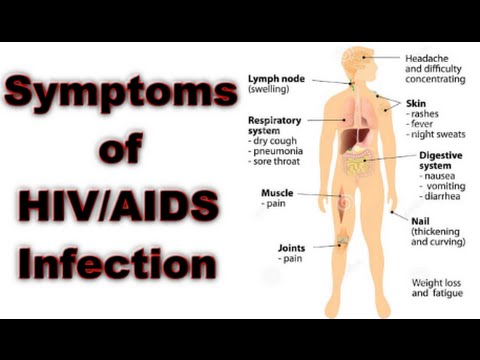 Symptoms
of
HIV/AIDS
Infection
Headache
and difficulty
concentrating
Lymph node
(swelling)
Skin
- rashes
- fever
- night sweats
Respiratory
system
- dry cough
- pneumonia
- sore throat
Digestive
system
- nausea
- vomiting
- diarrhea
Muscle
- pain
Nail
(thickening
and curving)
Joints
- pain
Weight loss
and fatigue